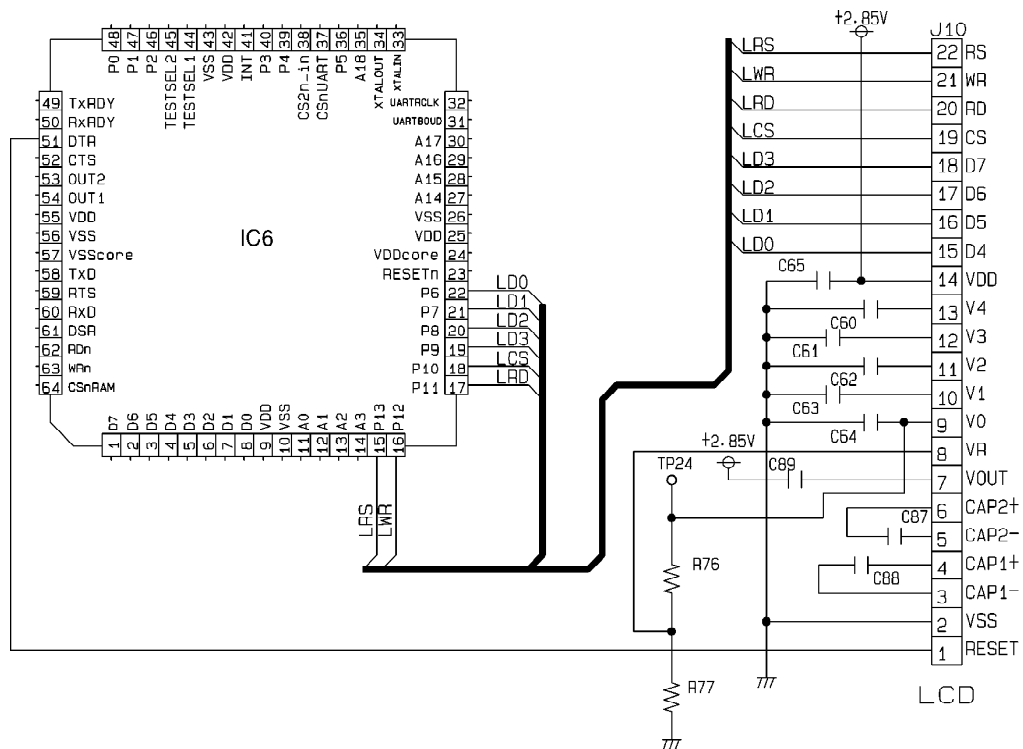 48 47 46 45 44 43 42 41 40 39 38 37 36 35 34 33
P0 P1 P2 TESTSEL2 TESTSEL1 VSS VDD INT P3 P4 CS2n-in CSnUART P5 A18 XTALOUT XTALIN
49 TxRDY
50 RxRDY
51 DTR
52 CTS
53 OUT2
54 OUT1
55 VDD
56 VSS
57 VSScore
58 TxD
59 RTS
60 RxD
61 DSR
62 RDn
63 WRn
64 CSnRAM
IC6
UARTRCLK 32
UARTBOUD 31
A17 30
A16 29
A15 28
A14 27
VSS 26
VDD 25
VDDcore 24
RESETn 23
P6 22 LD0
P7 21 LD1
P8 20 LD2
P9 19 LD3
P10 18 LCS
P11 17 LRD
D7 D6 D5 D4 D3 D2 D1 D0 VDD VSS A0 A1 A2 A3 P13 P12
1 2 3 4 5 6 7 8 9 10 11 12 13 14 15 16
LRS LWR
+2.85V
J10
LRS 22 RS
LWR 21 WR
LRD 20 RD
LCS 19 CS
LD3 18 D7
LD2 17 D6
LD1 16 D5
LD0 15 D4
C65 14 VDD
C60 13 V4
C61 12 V3
C62 11 V2
C63 10 V1
C64 9 V0
8 VR
+2.85V C89 7 VOUT
TP24
6 CAP2+
C87 5 CAP2-
4 CAP1+
C88 3 CAP1-
R76
2 VSS
1 RESET
R77
LCD